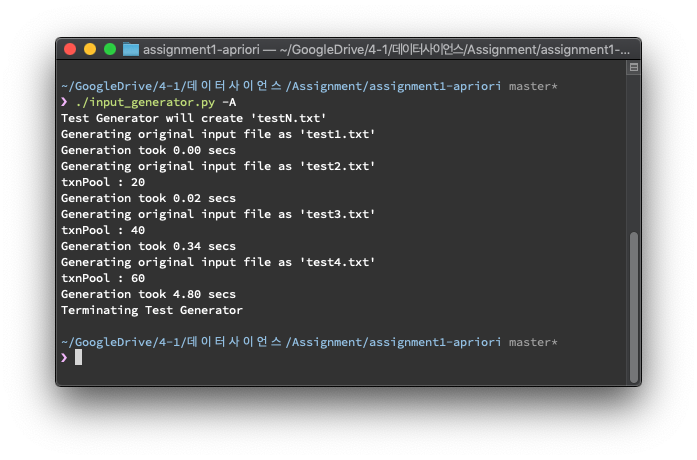 assignment1-apriori — ~/GoogleDrive/4-1/데이터사이언스/Assignment/assignment1-...
~/GoogleDrive/4-1/데이터사이언스/Assignment/assignment1-apriori master*
❯ ./input_generator.py -A
Test Generator will create 'testN.txt'
Generating original input file as 'test1.txt'
Generation took 0.00 secs
Generating original input file as 'test2.txt'
txnPool : 20
Generation took 0.02 secs
Generating original input file as 'test3.txt'
txnPool : 40
Generation took 0.34 secs
Generating original input file as 'test4.txt'
txnPool : 60
Generation took 4.80 secs
Terminating Test Generator
~/GoogleDrive/4-1/데이터사이언스/Assignment/assignment1-apriori master*
❯